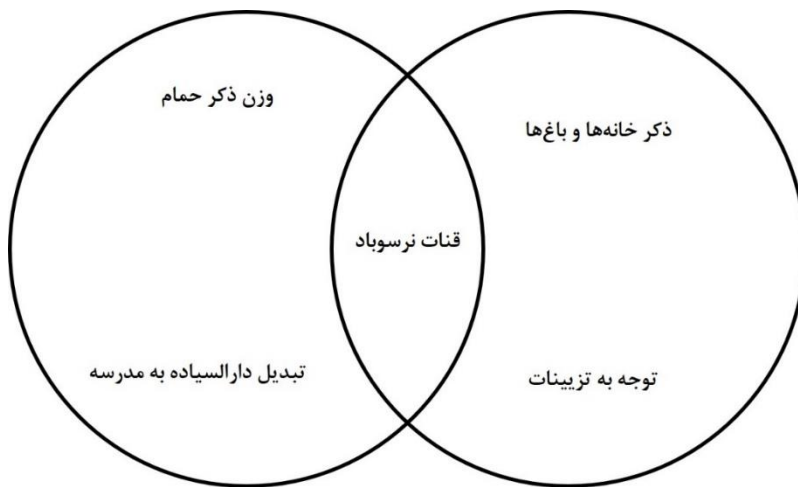 وزن ذکر حمام
ذکر خانه‌ها و باغ‌ها
قنات نرسوباد
تبدیل دارالسیاده به مدرسه
توجه به تزیینات